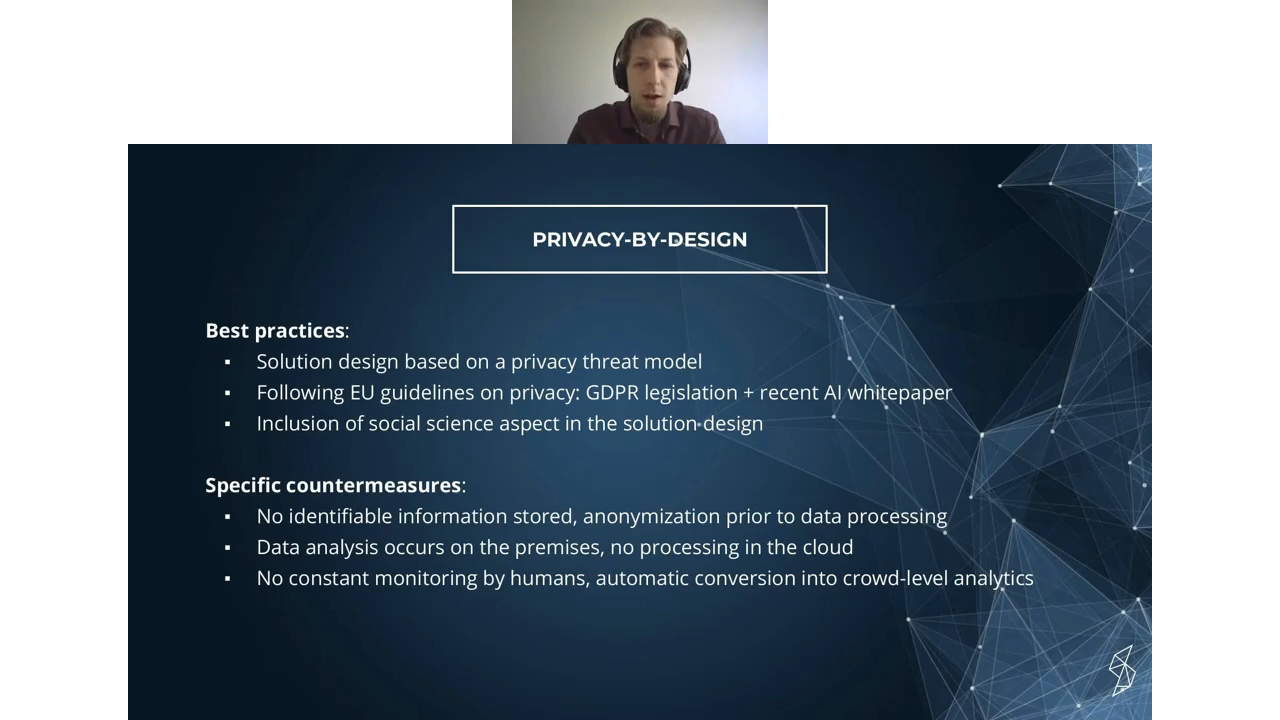 PRIVACY-BY-DESIGN
Best practices:
▪ Solution design based on a privacy threat model
▪ Following EU guidelines on privacy: GDPR legislation + recent AI whitepaper
▪ Inclusion of social science aspect in the solution design
Specific countermeasures:
▪ No identifiable information stored, anonymization prior to data processing
▪ Data analysis occurs on the premises, no processing in the cloud
▪ No constant monitoring by humans, automatic conversion into crowd-level analytics